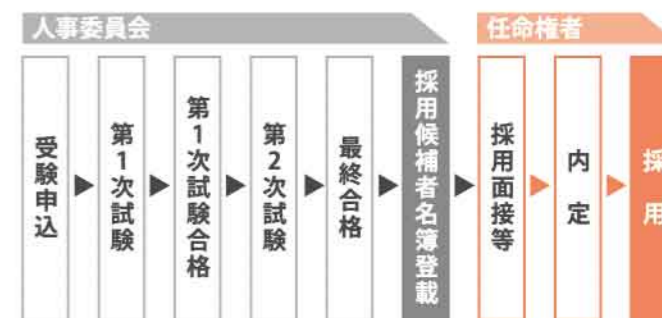 人事委員会
任命権者
受験申込
第1次試験
第1次試験合格
第2次試験
最終合格
採用候補者名簿登載
採用面接等
内定
採用